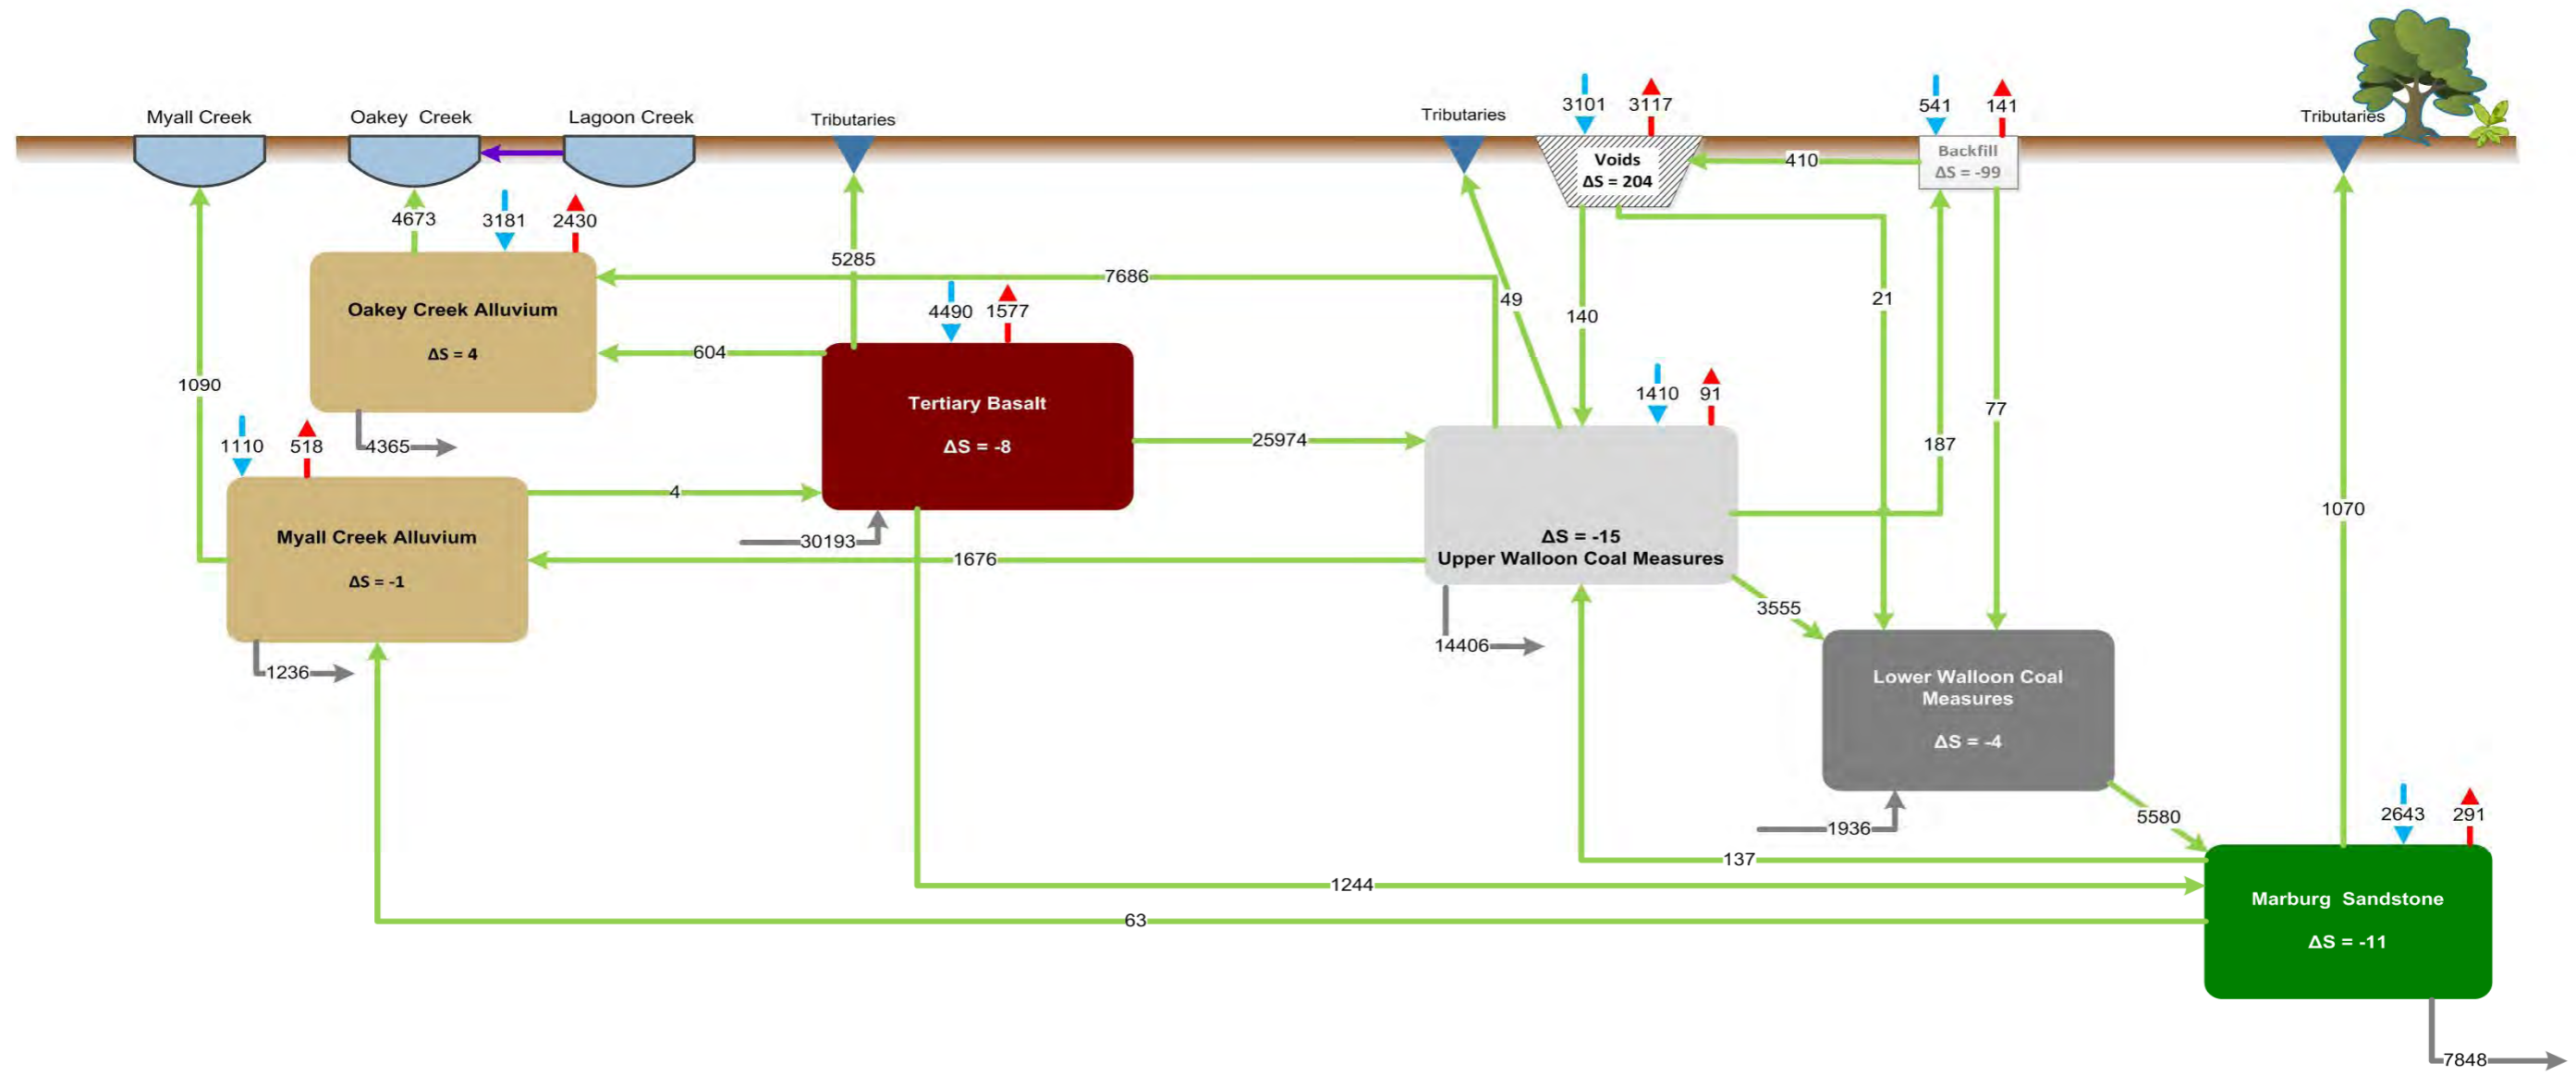 Myall Creek
Oakey Creek
Lagoon Creek
Tributaries
Tributaries
3101
3117
541
141
Tributaries
Voids
ΔS = 204
410
Backfill
ΔS = -99
4673
3181
2430
5285
7686
49
140
21
Oakey Creek Alluvium
ΔS = 4
604
4490
1577
1090
Tertiary Basalt
ΔS = -8
1410
91
77
4365
1110
518
25974
187
4
1070
Myall Creek Alluvium
ΔS = -1
30193
1676
ΔS = -15
Upper Walloon Coal Measures
3555
1236
14406
Lower Walloon Coal
Measures
ΔS = -4
1936
5580
2643
291
137
1244
63
Marburg Sandstone
ΔS = -11
7848